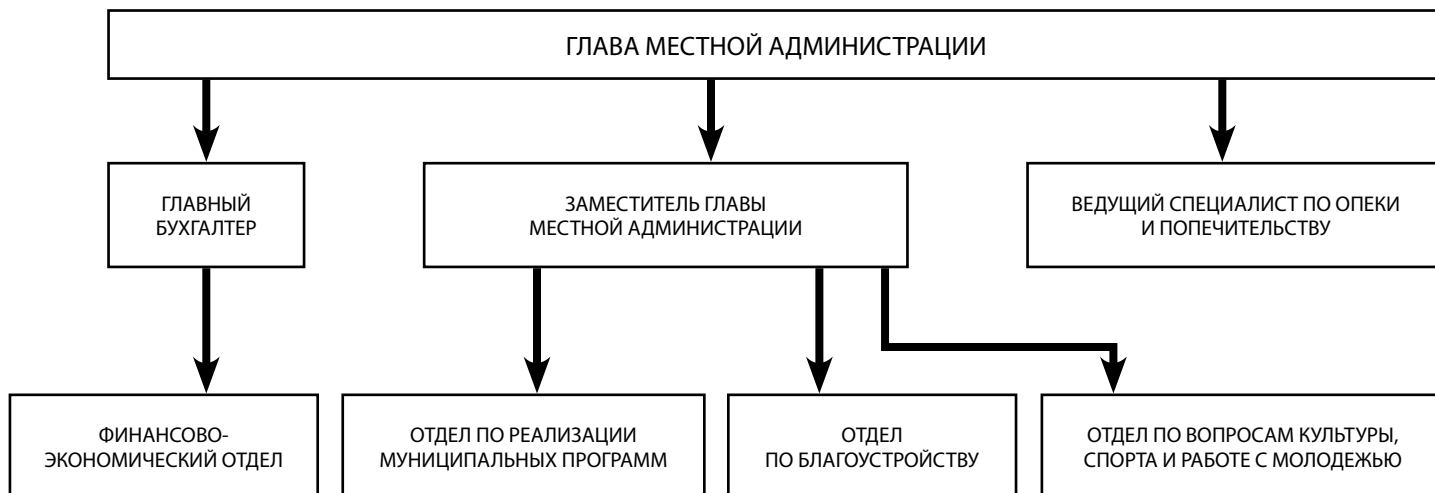 ГЛАВА МЕСТНОЙ АДМИНИСТРАЦИИ
ГЛАВНЫЙ
БУХГАЛТЕР
ЗАМЕСТИТЕЛЬ ГЛАВЫ
МЕСТНОЙ АДМИНИСТРАЦИИ
ВЕДУЩИЙ СПЕЦИАЛИСТ ПО ОПЕКИ
И ПОПЕЧИТЕЛЬСТВУ
ФИНАНСОВО-
ЭКОНОМИЧЕСКИЙ ОТДЕЛ
ОТДЕЛ ПО РЕАЛИЗАЦИИ
МУНИЦИПАЛЬНЫХ ПРОГРАММ
ОТДЕЛ
ПО БЛАГОУСТРОЙСТВУ
ОТДЕЛ ПО ВОПРОСАМ КУЛЬТУРЫ,
СПОРТА И РАБОТЕ С МОЛОДЕЖЬЮ